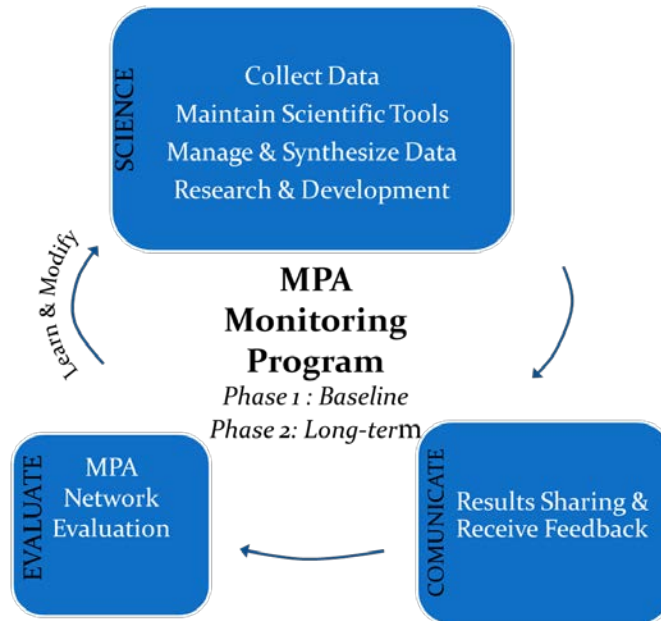 SCIENCE
Collect Data
Maintain Scientific Tools
Manage & Synthesize Data
Research & Development
Learn & Modify
MPA
Monitoring
Program
Phase 1 : Baseline
Phase 2: Long-term
EVALUATE
MPA
Network
Evaluation
COMUNICATE
Results Sharing &
Receive Feedback